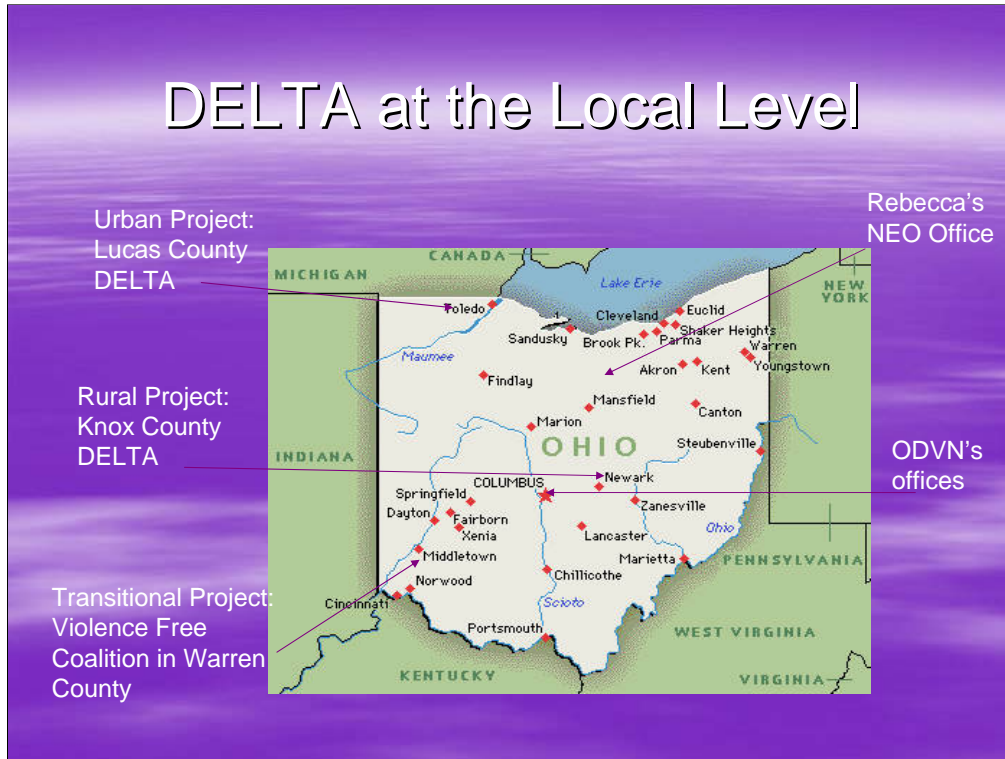 DELTA at the Local Level
Urban Project:
Lucas County
DELTA
Rebecca's
NEO Office
Rural Project:
Knox County
DELTA
ODVN's
offices
Transitional Project:
Violence Free
Coalition in Warren
County
CANADA
MICHIGAN
Lake Erie
NEW
YORK
Toledo
Cleveland
Euclid
Sandusky
Shaker Heights
Brook Pk.
Parma
Warren
Maumee
Akron
Kent
Youngstown
Findlay
Mansfield
Canton
Marion
OHIO
Steubenville
INDIANA
COLUMBUS
Newark
Springfield
Zanesville
Dayton
Fairborn
Xenia
Lancaster
Ohio
Middletown
Marietta
PENNSYLVANIA
Norwood
Chillicothe
Cincinnati
Scioto
Portsmouth
WEST VIRGINIA
KENTUCKY
VIRGINIA